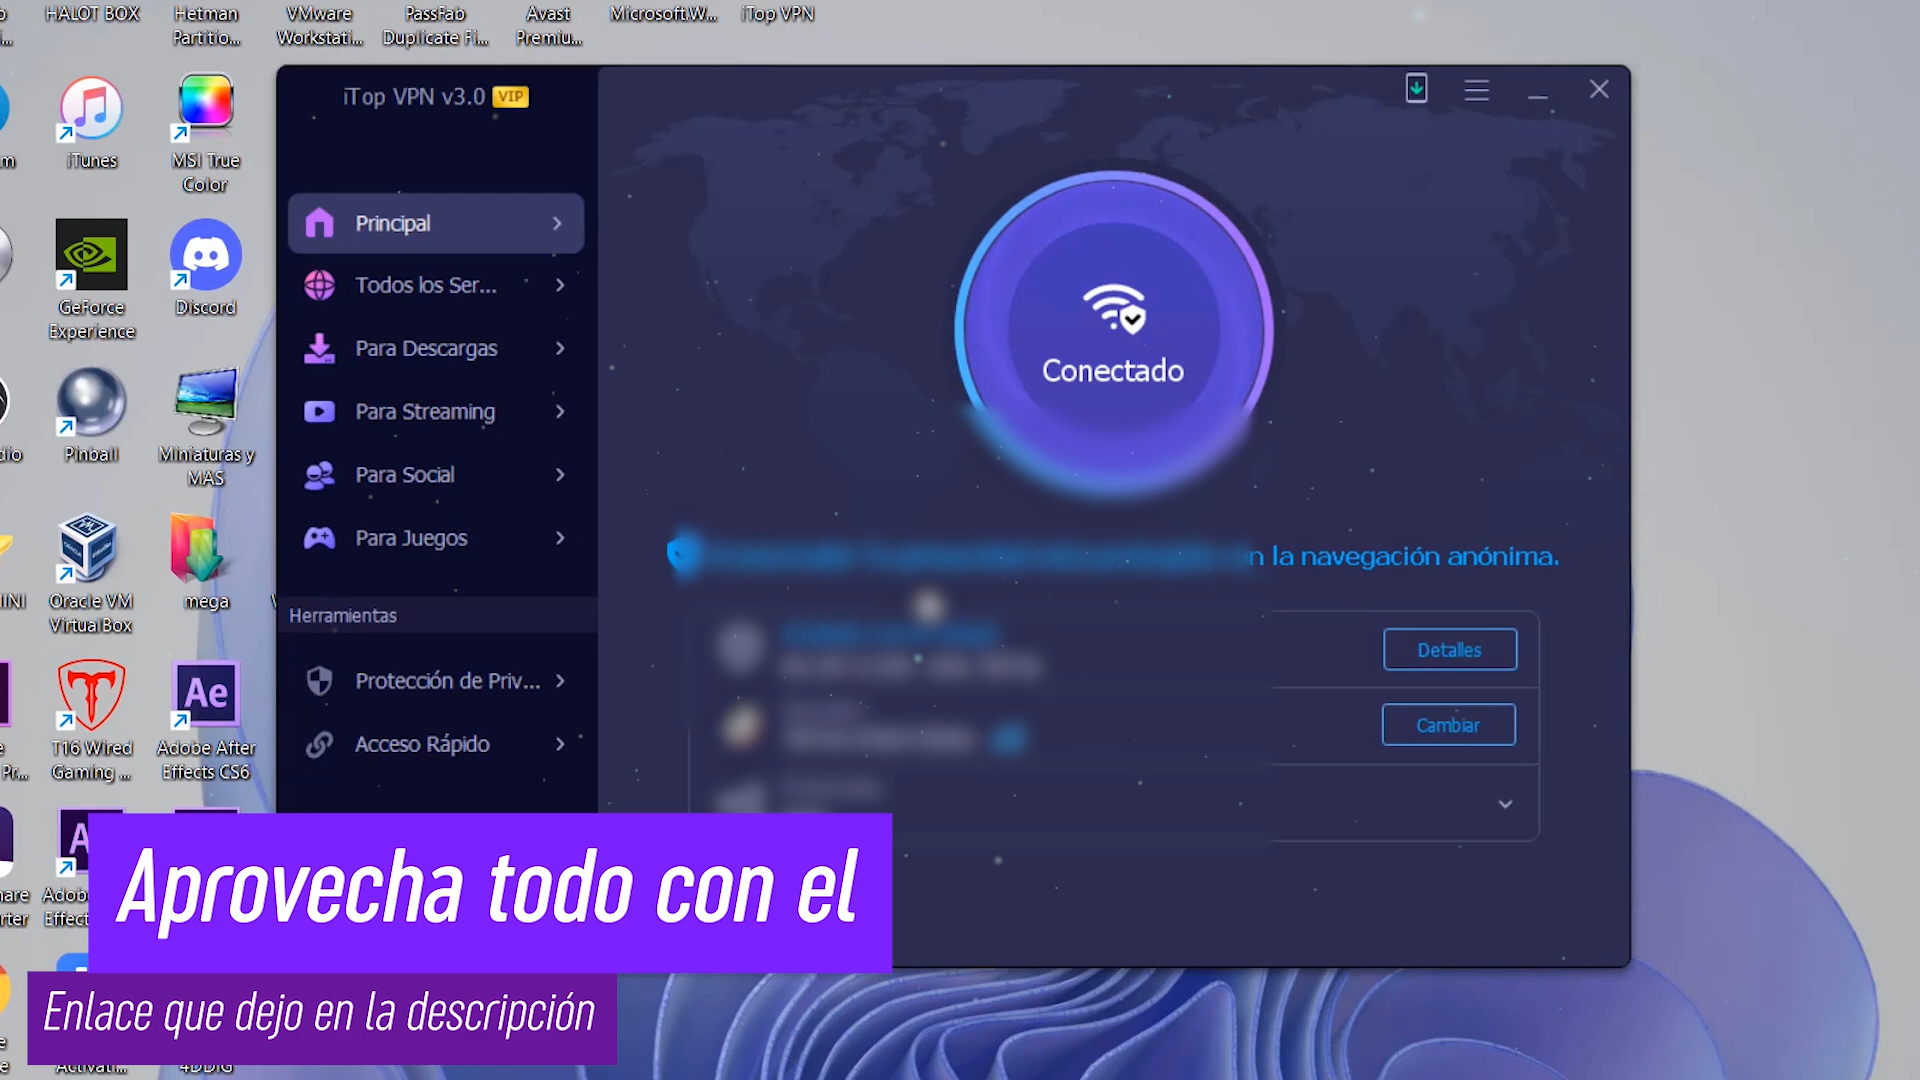 HALOT BOX
Hetman
Partitio...
VMware
Workstati...
PassFab
Duplicate Fi...
Avast
Premiu...
Microsoft.W...
iTop VPN
iTunes
MSI True
Color
GeForce
Experience
Discord
Pinball
Miniaturas y
MAS
Oracle VM
VirtualBox
mega
T16 Wired
Gaming ...
Adobe After
Effects CS6
iTop VPN v3.0 VIP
Principal
Todos los Ser...
Para Descargas
Para Streaming
Para Social
Para Juegos
Herramientas
Protección de Priv...
Acceso Rápido
Conectado
n la navegación anónima.
Detalles
Cambiar
Aprovecha todo con el
Enlace que dejo en la descripción